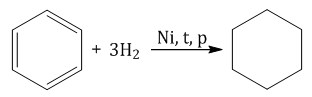 + 3H₂ Ni, t, p